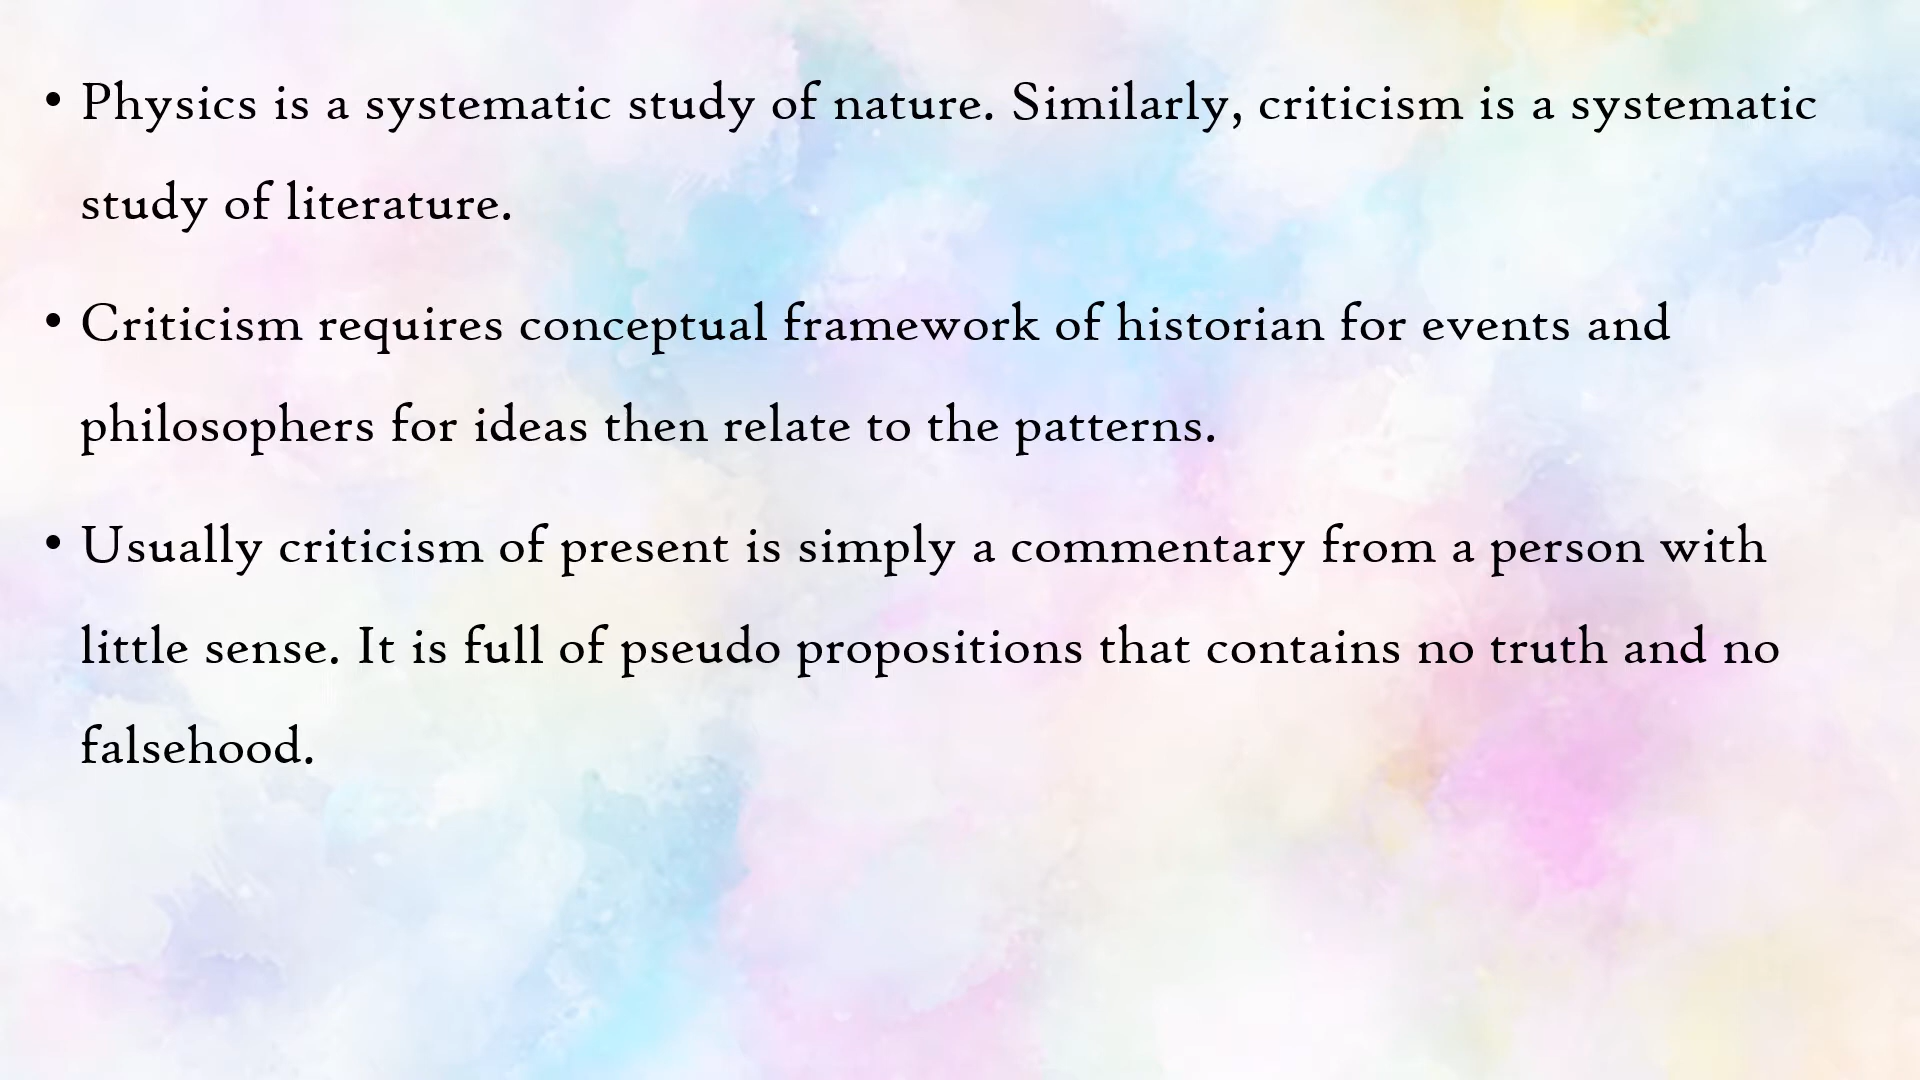 • Physics is a systematic study of nature. Similarly, criticism is a systematic
study of literature.
• Criticism requires conceptual framework of historian for events and
philosophers for ideas then relate to the patterns.
• Usually criticism of present is simply a commentary from a person with
little sense. It is full of pseudo propositions that contains no truth and no
falsehood.